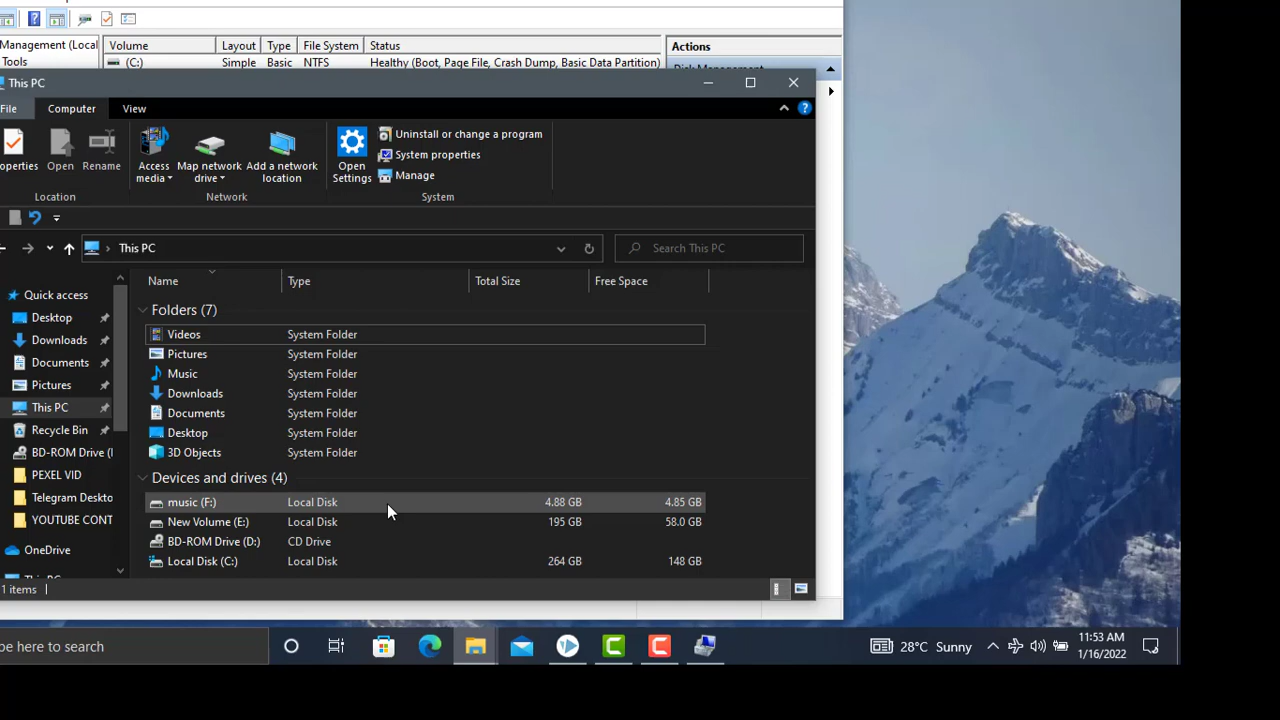 Management (Local
Volume Layout Type File System Status
Actions
Tools
(C:) Simple Basic NTFS Healthy (Boot, Page File, Crash Dump, Basic Data Partition)
This PC
File Computer View
operties Open Rename
Access media
Map network drive
Add a network location
Open Settings
Uninstall or change a program
System properties
Manage
Location Network System
This PC
Search This PC
Name Type Total Size Free Space
Quick access
Desktop
Downloads
Documents
Pictures
This PC
Recycle Bin
BD-ROM Drive (
PEXEL VID
Telegram Deskto
YOUTUBE CONT
OneDrive
Folders (7)
Videos System Folder
Pictures System Folder
Music System Folder
Downloads System Folder
Documents System Folder
Desktop System Folder
3D Objects System Folder
Devices and drives (4)
music (F:) Local Disk 4.88 GB 4.85 GB
New Volume (E:) Local Disk 195 GB 58.0 GB
BD-ROM Drive (D:) CD Drive
Local Disk (C:) Local Disk 264 GB 148 GB
1 items
pe here to search
28°C Sunny
11:53 AM
1/16/2022